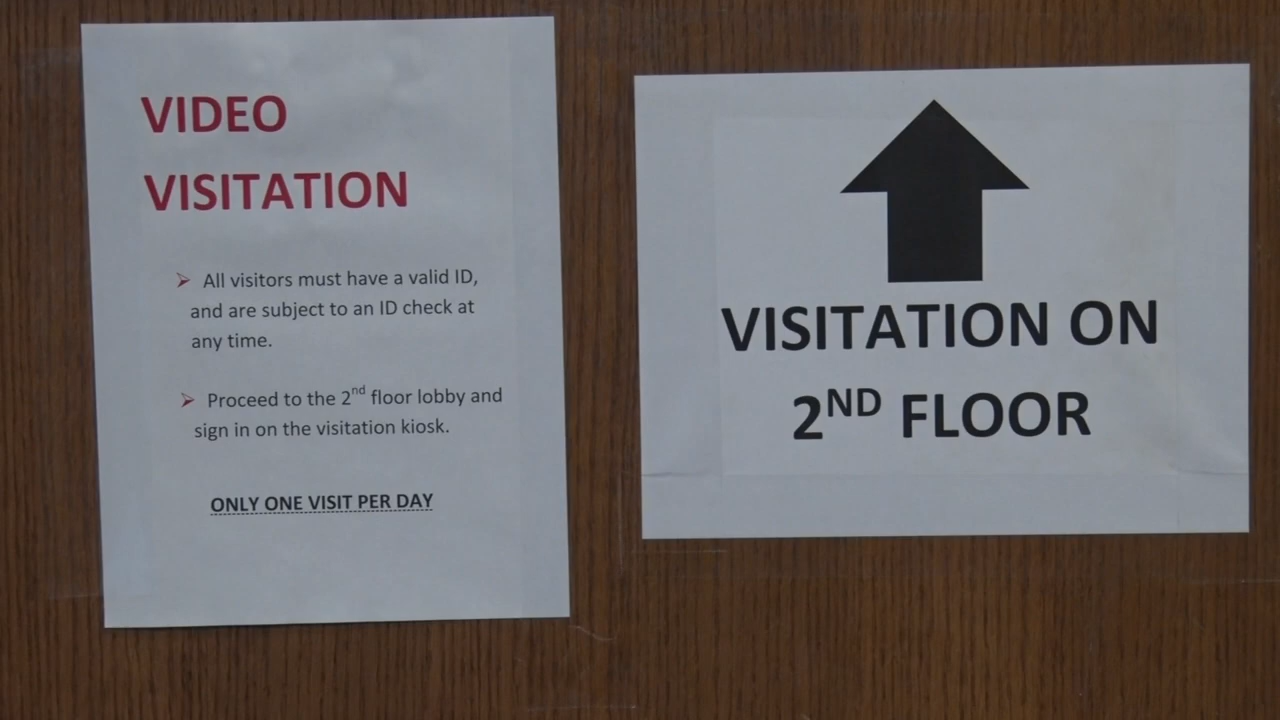 VIDEO
VISITATION
➢ All visitors must have a valid ID,
and are subject to an ID check at
any time.
➢ Proceed to the 2nd floor lobby and
sign in on the visitation kiosk.
ONLY ONE VISIT PER DAY
VISITATION ON
2ND FLOOR